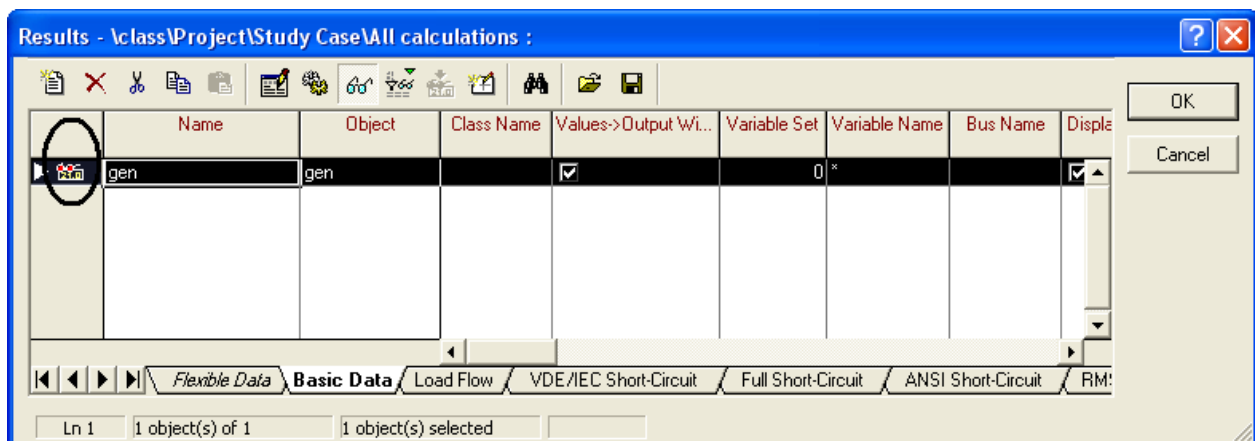 Results - \class\Project\Study Case\All calculations :
OK
Cancel
Name Object Class Name Values->Output Wi... Variable Set Variable Name Bus Name Displa
gen gen 0 *
Flexible Data Basic Data Load Flow VDE/IEC Short-Circuit Full Short-Circuit ANSI Short-Circuit RMS
Ln 1 1 object(s) of 1 1 object(s) selected